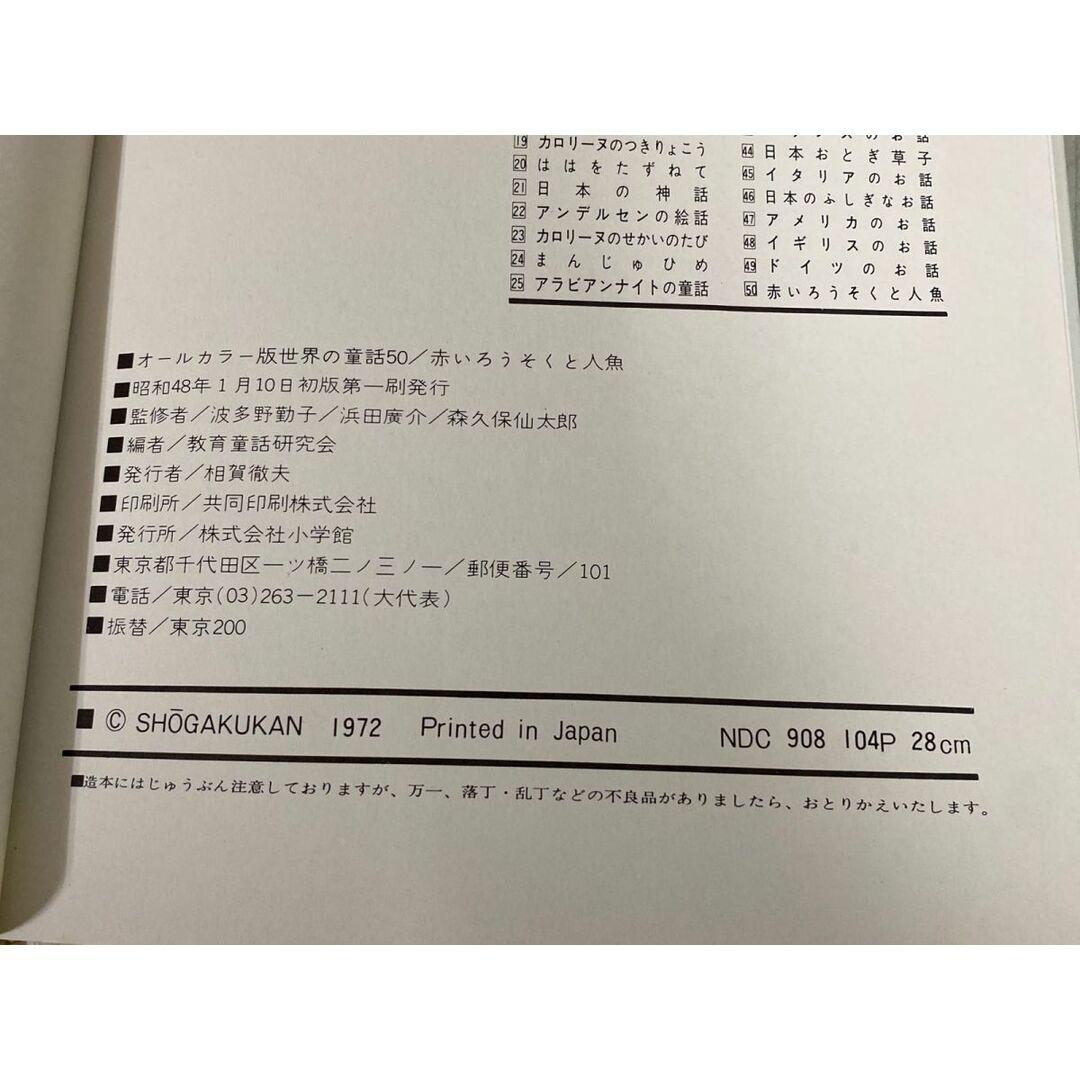 19 カロリーヌのつきりょこう
20 ははをたずねて
21 日本の神話
22 アンデルセンの絵話
23 カロリーヌのせかいのたび
24 まんじゅひめ
25 アラビアンナイトの童話
のお話
44 日本おとぎ草子
45 イタリアのお話
46 日本のふしぎなお話
47 アメリカのお話
48 イギリスのお話
49 ドイツのお話
50 赤いろうそくと人魚
■オールカラー版世界の童話50/赤いろうそくと人魚
■昭和48年1月10日初版第一刷発行
■監修者/波多野勤子/浜田廣介/森久保仙太郎
■編者/教育童話研究会
■発行者/相賀徹夫
■印刷所/共同印刷株式会社
■発行所/株式会社小学館
■東京都千代田区一ツ橋二ノ三ノ一/郵便番号/101
■電話/東京(03)263-2111(大代表)
■振替/東京200
■ © SHŌGAKUKAN 1972 Printed in Japan NDC 908 104P 28cm
■造本にはじゅうぶん注意しておりますが、万一、落丁・乱丁などの不良品がありましたら、おとりかえいたします。